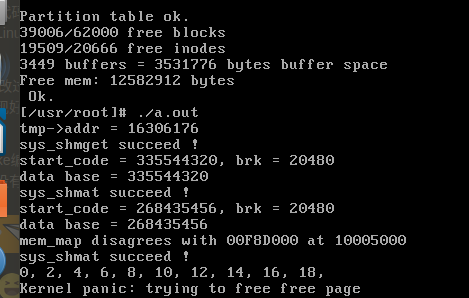 Partition table ok.
39006/62000 free blocks
19509/20666 free inodes
3449 buffers = 3531776 bytes buffer space
Free mem: 12582912 bytes
 Ok.
[/usr/root]# ./a.out
tmp->addr = 16306176
sys_shmget succeed !
start_code = 335544320, brk = 20480
data base = 335544320
sys_shmat succeed !
start_code = 268435456, brk = 20480
data base = 268435456
mem_map disagrees with 00F8D000 at 10005000
sys_shmat succeed !
0, 2, 4, 6, 8, 10, 12, 14, 16, 18,
Kernel panic: trying to free free page